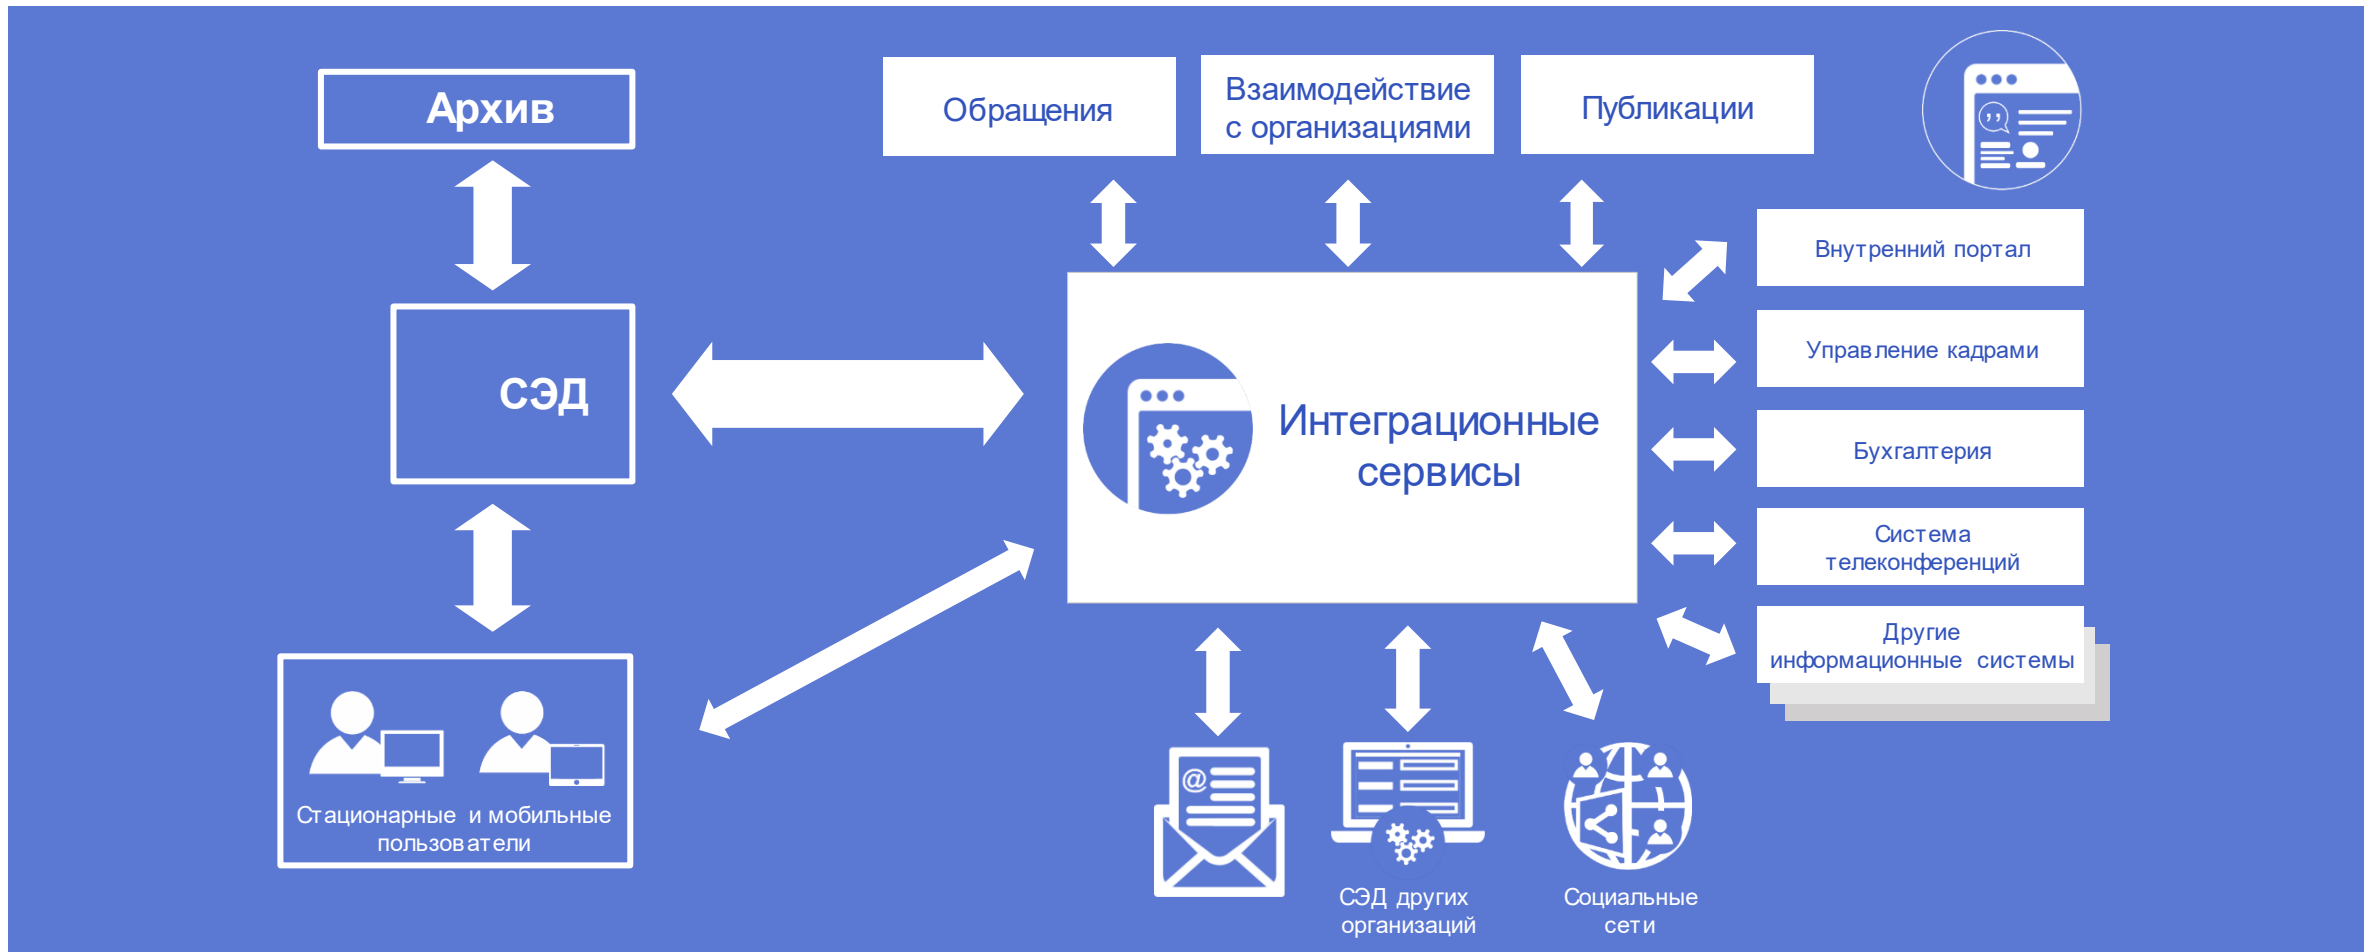 Архив
Обращения
Взаимодействие
с организациями
Публикации
Внутренний портал
Управление кадрами
СЭД
Интеграционные
сервисы
Бухгалтерия
Система
телеконференций
Другие
информационные системы
@
Стационарные и мобильные
пользователи
СЭД других
организаций
Социальные
сети